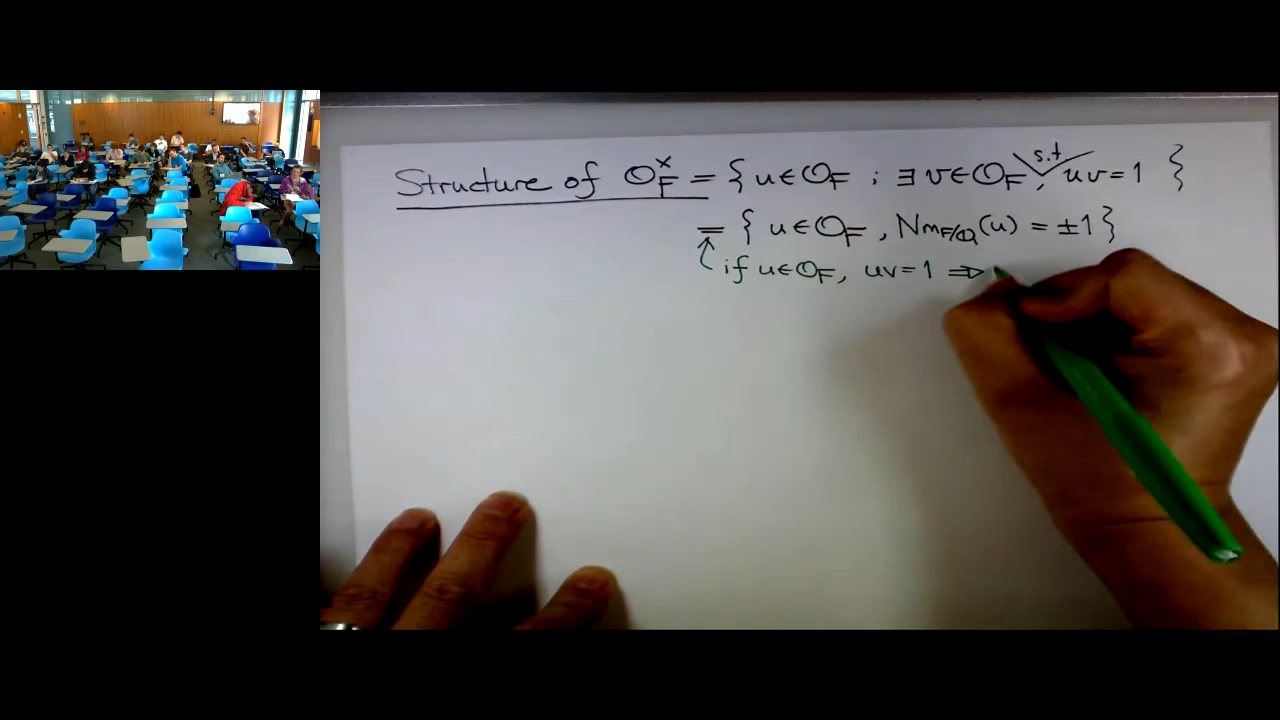 Structure of O_F^× = { u ∈ O_F ; ∃ v ∈ O_F, s.t uv = 1 }
= { u ∈ O_F, Nm_{F/Q}(u) = ±1 }
if u ∈ O_F, uv = 1 ⇒